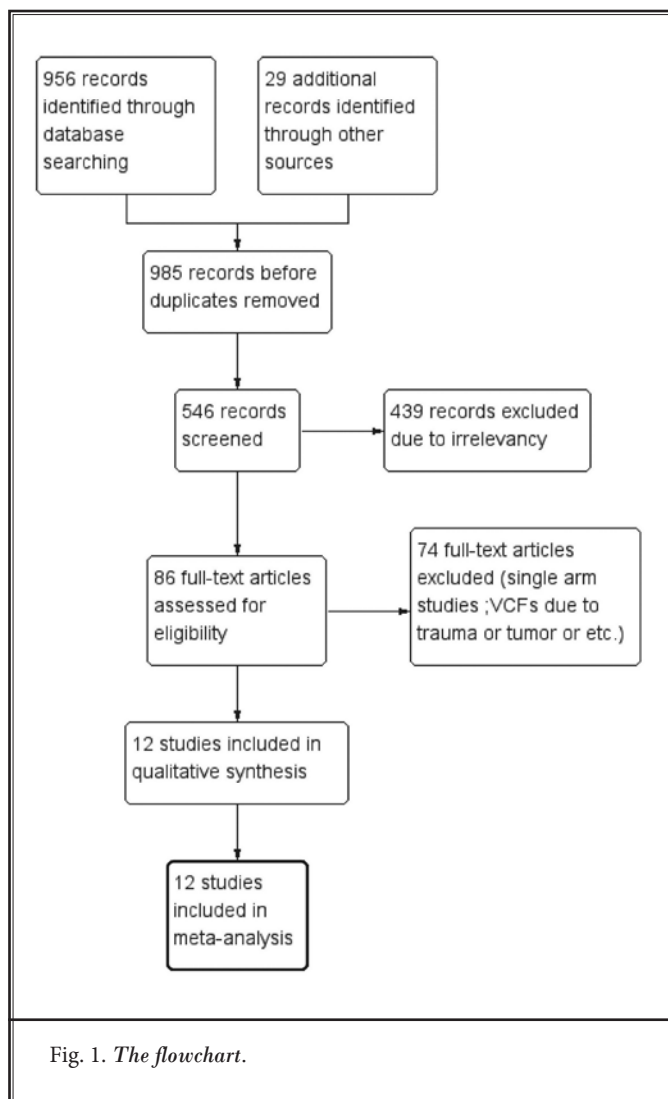 956 records
identified through
database
searching
29 additional
records identified
through other
sources
985 records before
duplicates removed
546 records
screened
439 records excluded
due to irrelevancy
86 full-text articles
assessed for
eligibility
74 full-text articles
excluded (single arm
studies ;VCFs due to
trauma or tumor or etc.)
12 studies included in
qualitative synthesis
12 studies
included in
meta-analysis
Fig. 1. The flowchart.